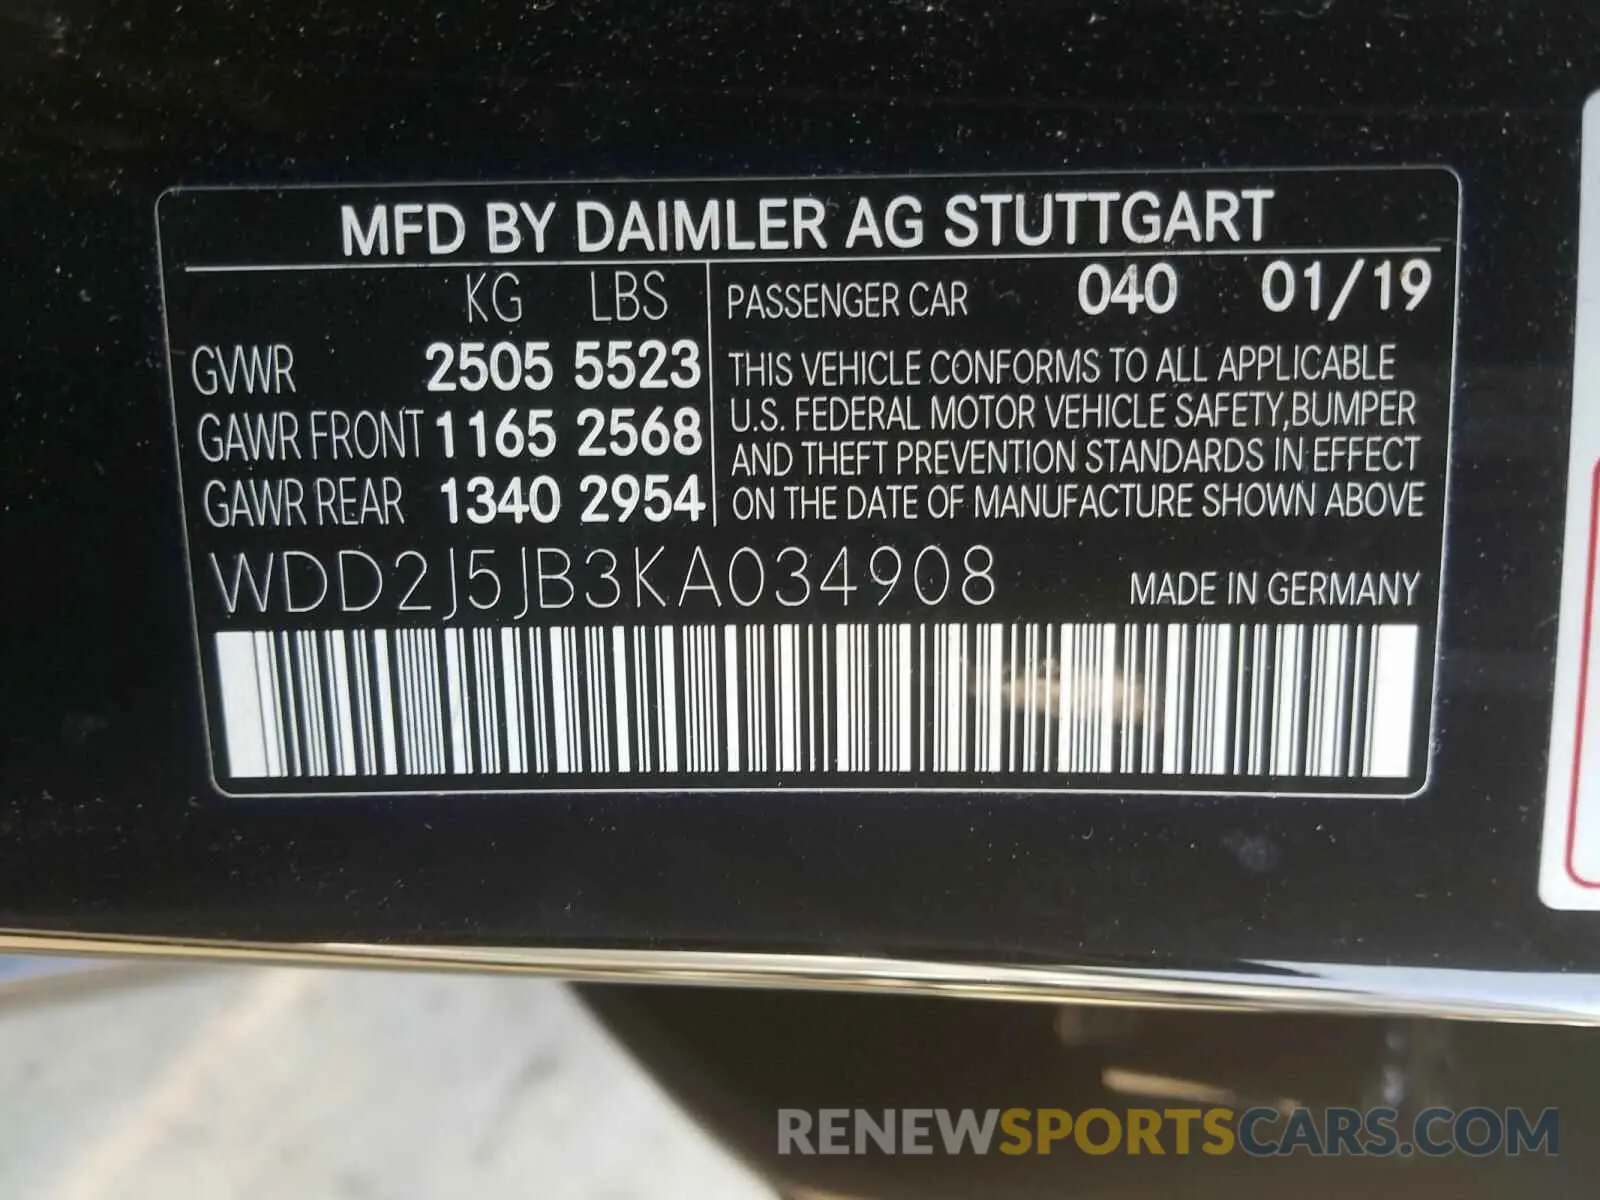 MFD BY DAIMLER AG STUTTGART
KG LBS
GVWR 2505 5523
GAWR FRONT 1165 2568
GAWR REAR 1340 2954
PASSENGER CAR 040 01/19
THIS VEHICLE CONFORMS TO ALL APPLICABLE
U.S. FEDERAL MOTOR VEHICLE SAFETY, BUMPER
AND THEFT PREVENTION STANDARDS IN EFFECT
ON THE DATE OF MANUFACTURE SHOWN ABOVE
WDD2J5JB3KA034908
MADE IN GERMANY
RENEWSPORTSCARS.COM